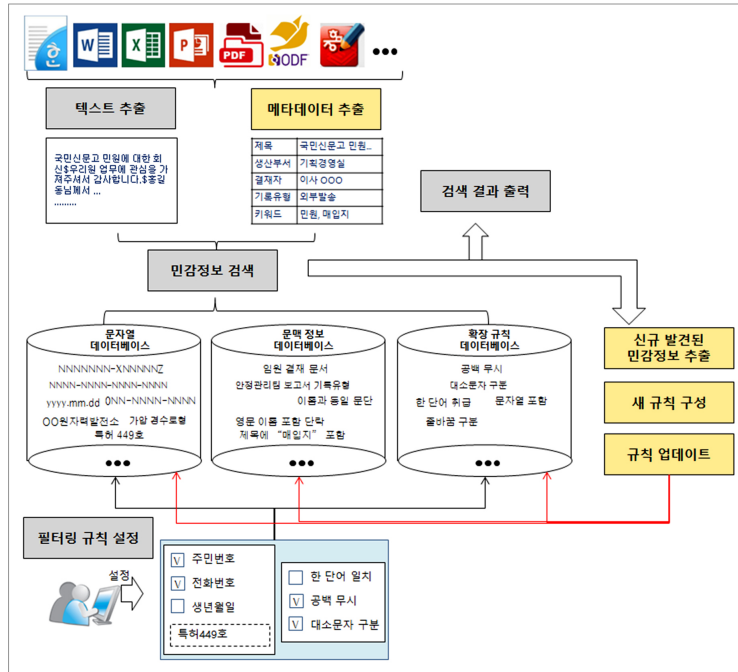 한
W
X
P
PDF
ODF
...
텍스트 추출
메타데이터 추출
국민신문고 민원에 대한 회
신$우리원 업무에 관심을 가
져주셔서 감사합니다.$홍길
동님께서 ...
.........
제목 국민신문고 민원...
생산부서 기획경영실
결재자 이사 OOO
기록유형 외부발송
키워드 민원, 매입지
검색 결과 출력
민감정보 검색
문자열
데이터베이스
NNNNNNN-XNNNNNZ
NNNN-NNNN-NNNN-NNNN
yyyy.mm.dd 0NN-NNNN-NNNN
OO원자력발전소 가압 경수로형
특허 449호
...
문맥 정보
데이터베이스
임원 결재 문서
안정관리팀 보고서 기록유형
이름과 동일 문단
영문 이름 포함 단락
제목에 “매입지” 포함
...
확장 규칙
데이터베이스
공백 무시
대소문자 구분
한 단어 취급 문자열 포함
줄바꿈 구분
...
신규 발견된
민감정보 추출
새 규칙 구성
규칙 업데이트
필터링 규칙 설정
설정
V 주민번호
V 전화번호
생년월일
특허449호
한 단어 일치
V 공백 무시
V 대소문자 구분